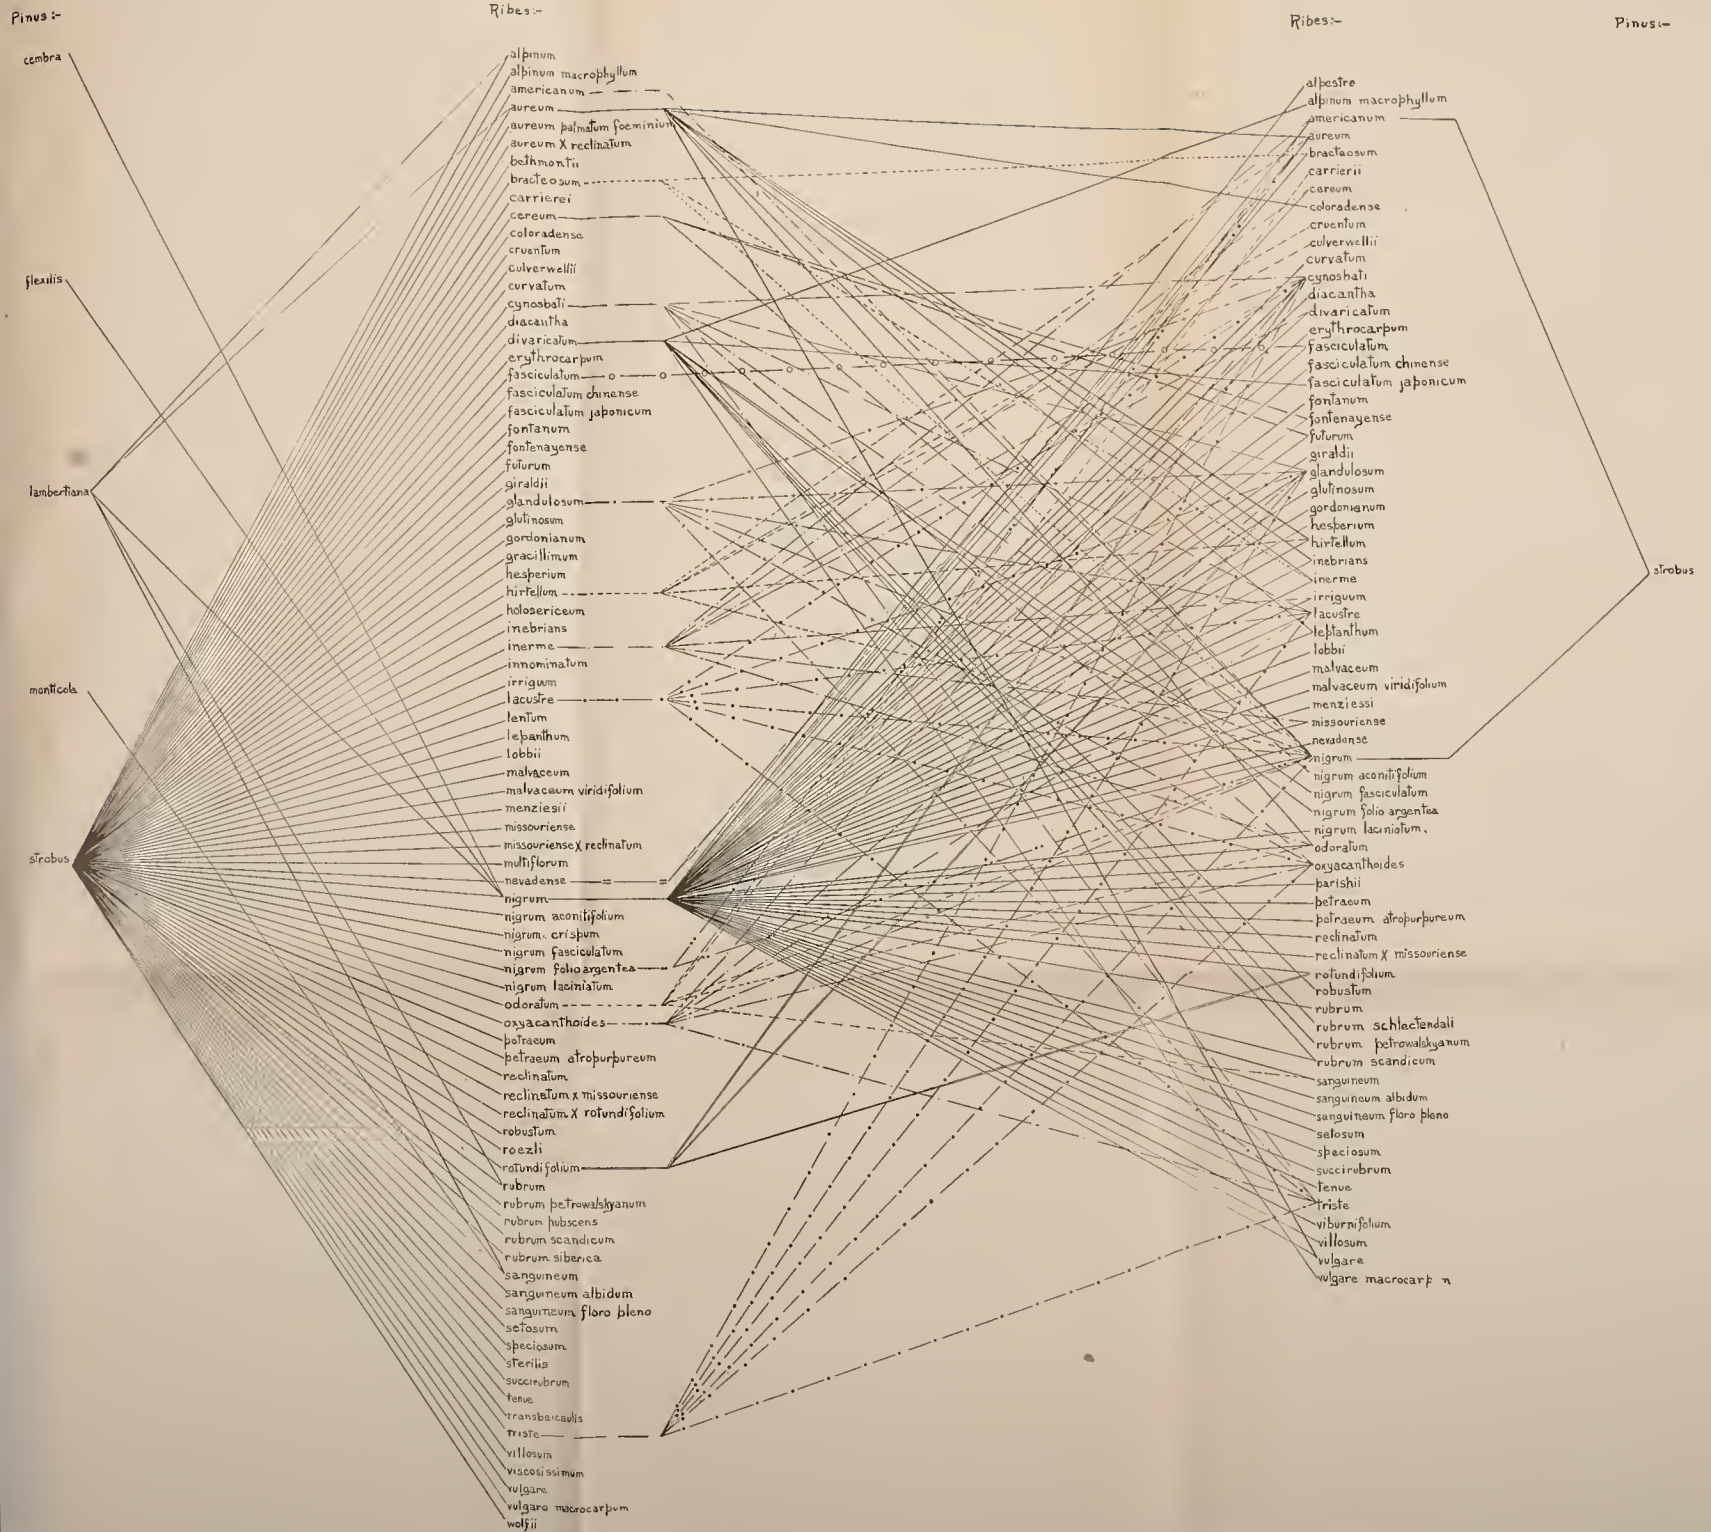 Pinus:-
cembra
flexilis
lambertiana
monticola
strobus
Ribes:-
alpinum
alpinum macrophyllum
americanum
aureum
aureum palmatum foeminium
aureum X reclinatum
bethmontii
bracteosum
carrierei
cereum
coloradense
cruentum
culverwellii
curvatum
cynosbati
diacantha
divaricatum
erythrocarpum
fasciculatum
fasciculatum chinense
fasciculatum japonicum
fontanum
fontenayense
futurum
giraldii
glandulosum
glutinosum
gordonianum
gracillimum
hesperium
hirtellum
holosericeum
inebrians
inerme
innominatum
irriguum
lacustre
lentum
lepanthum
lobbii
malvaceum
malvaceum viridifolium
menziesii
missouriense
missouriense X reclinatum
multiflorum
nevadense
nigrum
nigrum aconitifolium
nigrum. crispum
nigrum fasciculatum
nigrum folio argentea
nigrum laciniatum
odoratum
oxyacanthoides
petraeum
petraeum atropurpureum
reclinatum
reclinatum x missouriense
reclinatum X rotundifolium
robustum
roezli
rotundifolium
rubrum
rubrum petrowalskyanum
rubrum pubscens
rubrum scandicum
rubrum siberica
sanguineum
sanguineum albidum
sanguineum floro pleno
setosum
speciosum
sterilis
succirubrum
tenue
transbaicaulis
triste
villosum
viscosissimum
vulgare
vulgare macrocarpum
wolfii
Ribes:-
alpestre
alpinum macrophyllum
americanum
aureum
bracteosum
carrierii
cereum
coloradense
cruentum
culverwellii
curvatum
cynosbati
diacantha
divaricatum
erythrocarpum
fasciculatum
fasciculatum chinense
fasciculatum japonicum
fontanum
fontenayense
futurum
giraldii
glandulosum
glutinosum
gordonianum
hesperium
hirtellum
inebrians
inerme
irriguum
lacustre
leptanthum
lobbii
malvaceum
malvaceum viridifolium
menziessi
missouriense
nevadense
nigrum
nigrum aconitifolium
nigrum fasciculatum
nigrum folio argentea
nigrum laciniatum.
odoratum
oxyacanthoides
parishii
petraeum
petraeum atropurpureum
reclinatum
reclinatum X missouriense
rotundifolium
robustum
rubrum
rubrum schlectendali
rubrum petrowalskyanum
rubrum scandicum
sanguineum
sanguineum albidum
sanguineum floro pleno
setosum
speciosum
succirubrum
tenue
triste
viburnifolium
villosum
vulgare
vulgare macrocarp n
Pinus:-
strobus